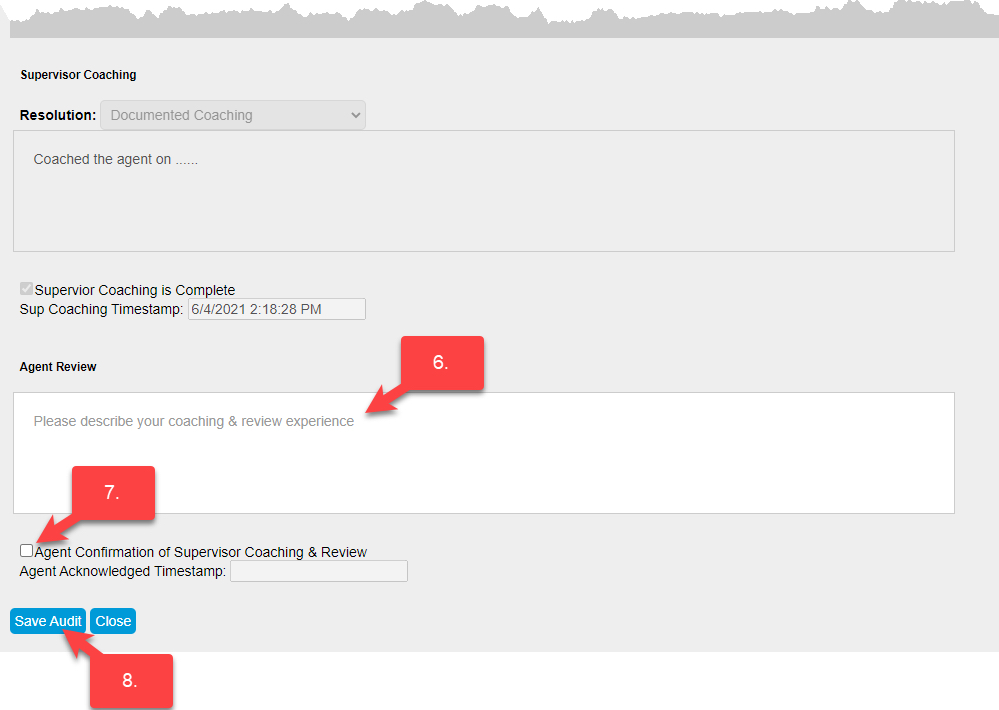 Supervisor Coaching
Resolution: Documented Coaching
Coached the agent on ......
Supervior Coaching is Complete
Sup Coaching Timestamp: 6/4/2021 2:18:28 PM
6.
Agent Review
Please describe your coaching & review experience
7.
Agent Confirmation of Supervisor Coaching & Review
Agent Acknowledged Timestamp:
Save Audit Close
8.